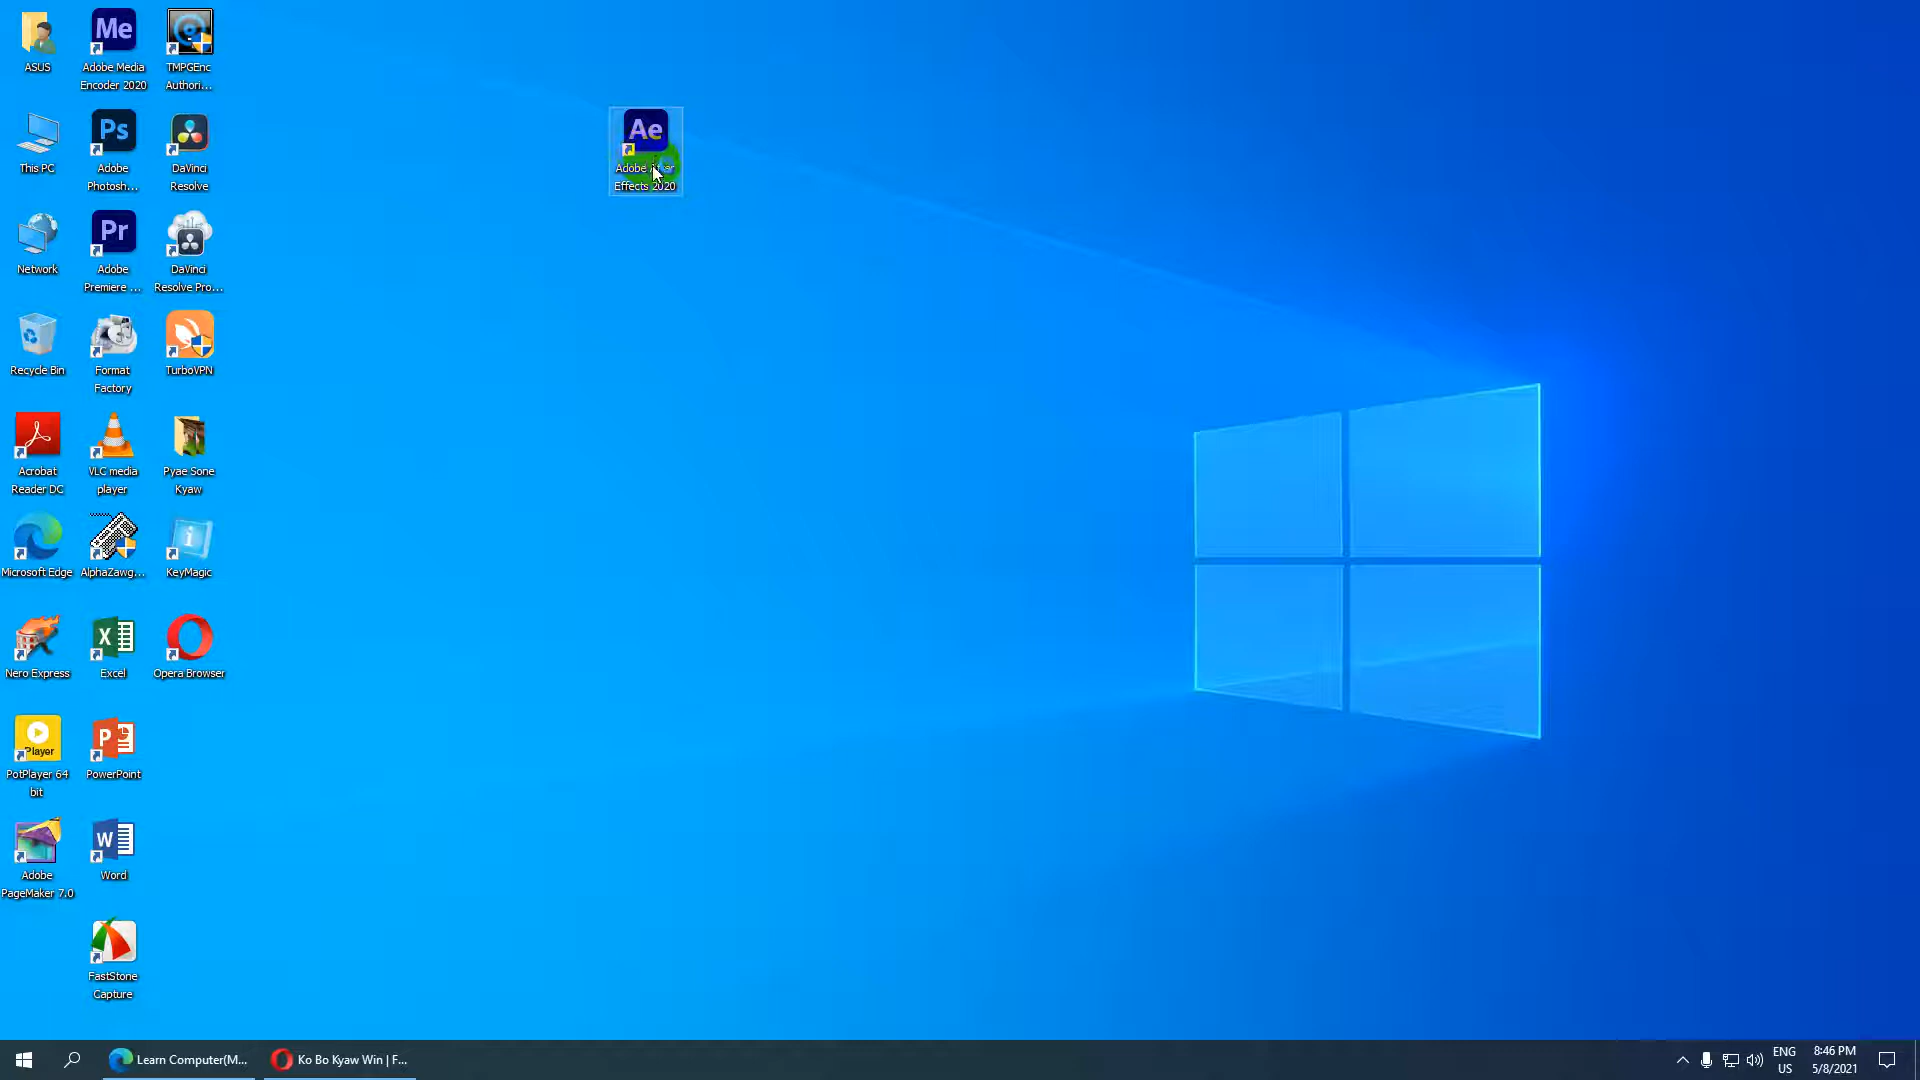 ASUS
Me
Adobe Media
Encoder 2020
TMPGEnc
Authori...
This PC
Ps
Adobe
Photosh...
DaVinci
Resolve
Ae
Adobe After
Effects 2020
Network
Pr
Adobe
Premiere ...
DaVinci
Resolve Pro...
Recycle Bin
Format
Factory
TurboVPN
Acrobat
Reader DC
VLC media
player
Pyae Sone
Kyaw
Microsoft Edge
AlphaZawg...
KeyMagic
Nero Express
Excel
Opera Browser
Player
PotPlayer 64
bit
PowerPoint
Adobe
PageMaker 7.0
Word
FastStone
Capture
Learn Computer(M...
Ko Bo Kyaw Win | F...
ENG
US
8:46 PM
5/8/2021